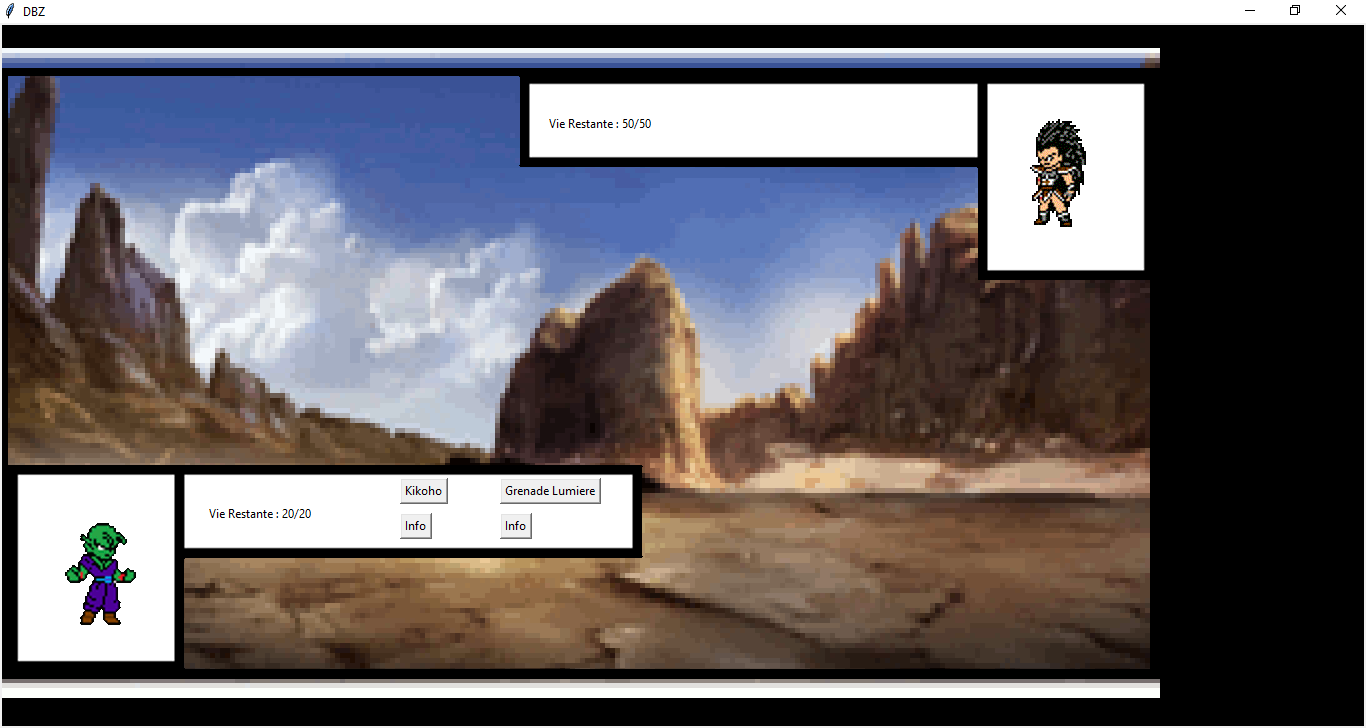 DBZ
Vie Restante : 50/50
Vie Restante : 20/20
Kikoho
Grenade Lumiere
Info
Info